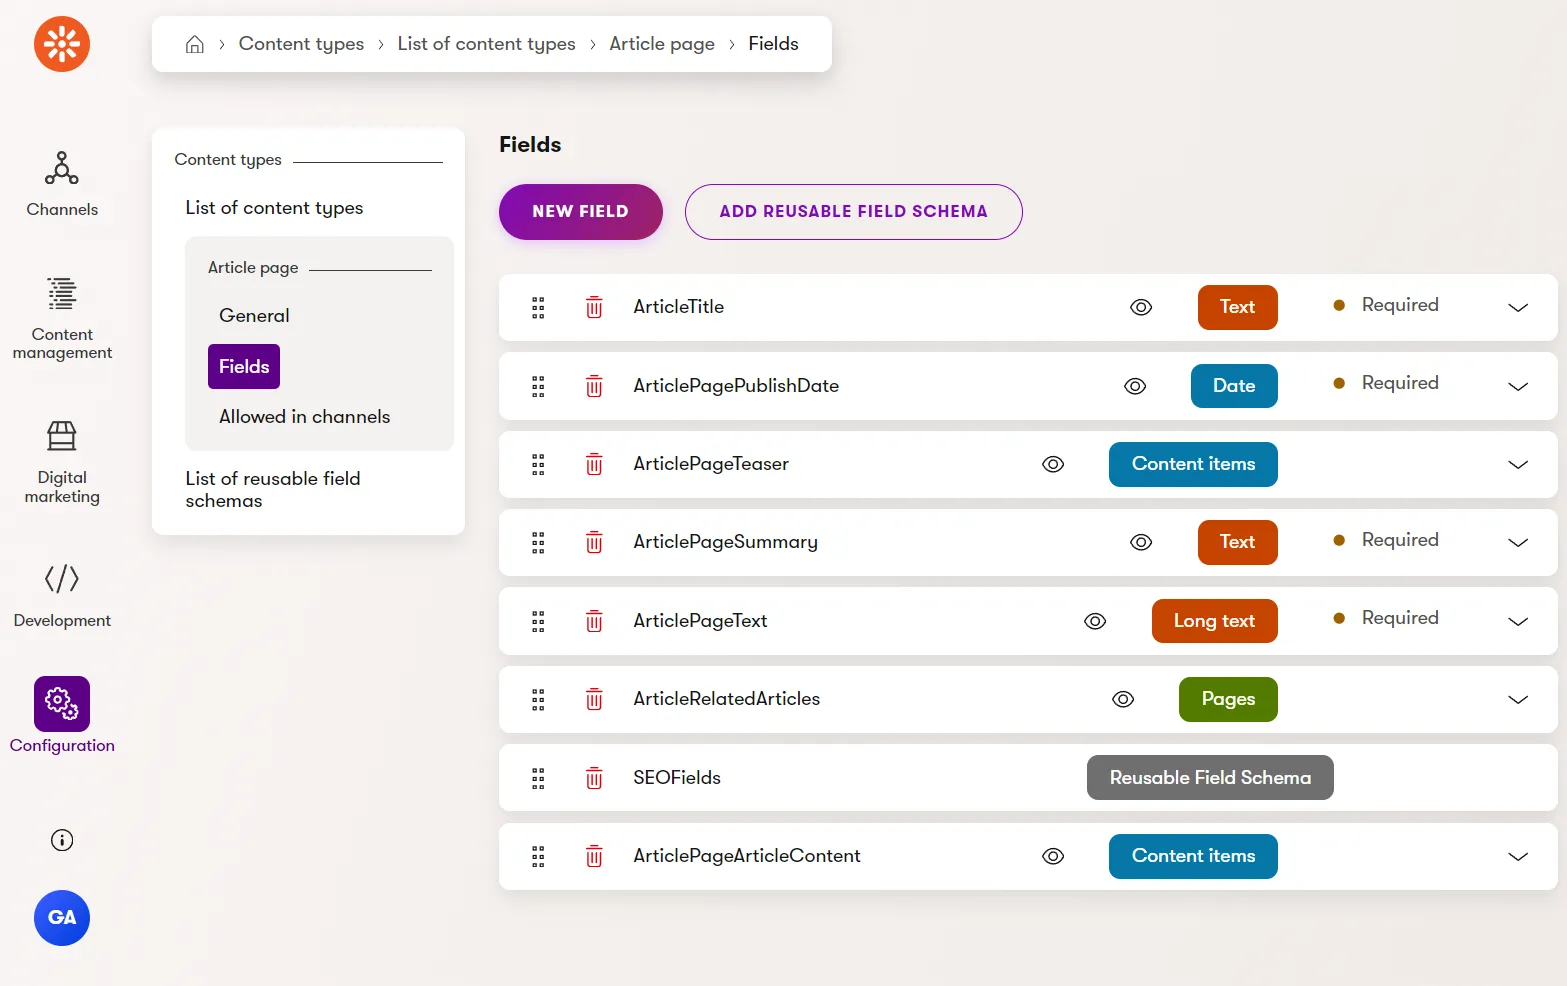 Content types
List of content types
Article page
Fields
Channels
Content
management
Digital
marketing
Development
Configuration
GA
Content types
List of content types
Article page
General
Fields
Allowed in channels
List of reusable field
schemas
Fields
NEW FIELD
ADD REUSABLE FIELD SCHEMA
ArticleTitle Text Required
ArticlePagePublishDate Date Required
ArticlePageTeaser Content items
ArticlePageSummary Text Required
ArticlePageText Long text Required
ArticleRelatedArticles Pages
SEOFields Reusable Field Schema
ArticlePageArticleContent Content items